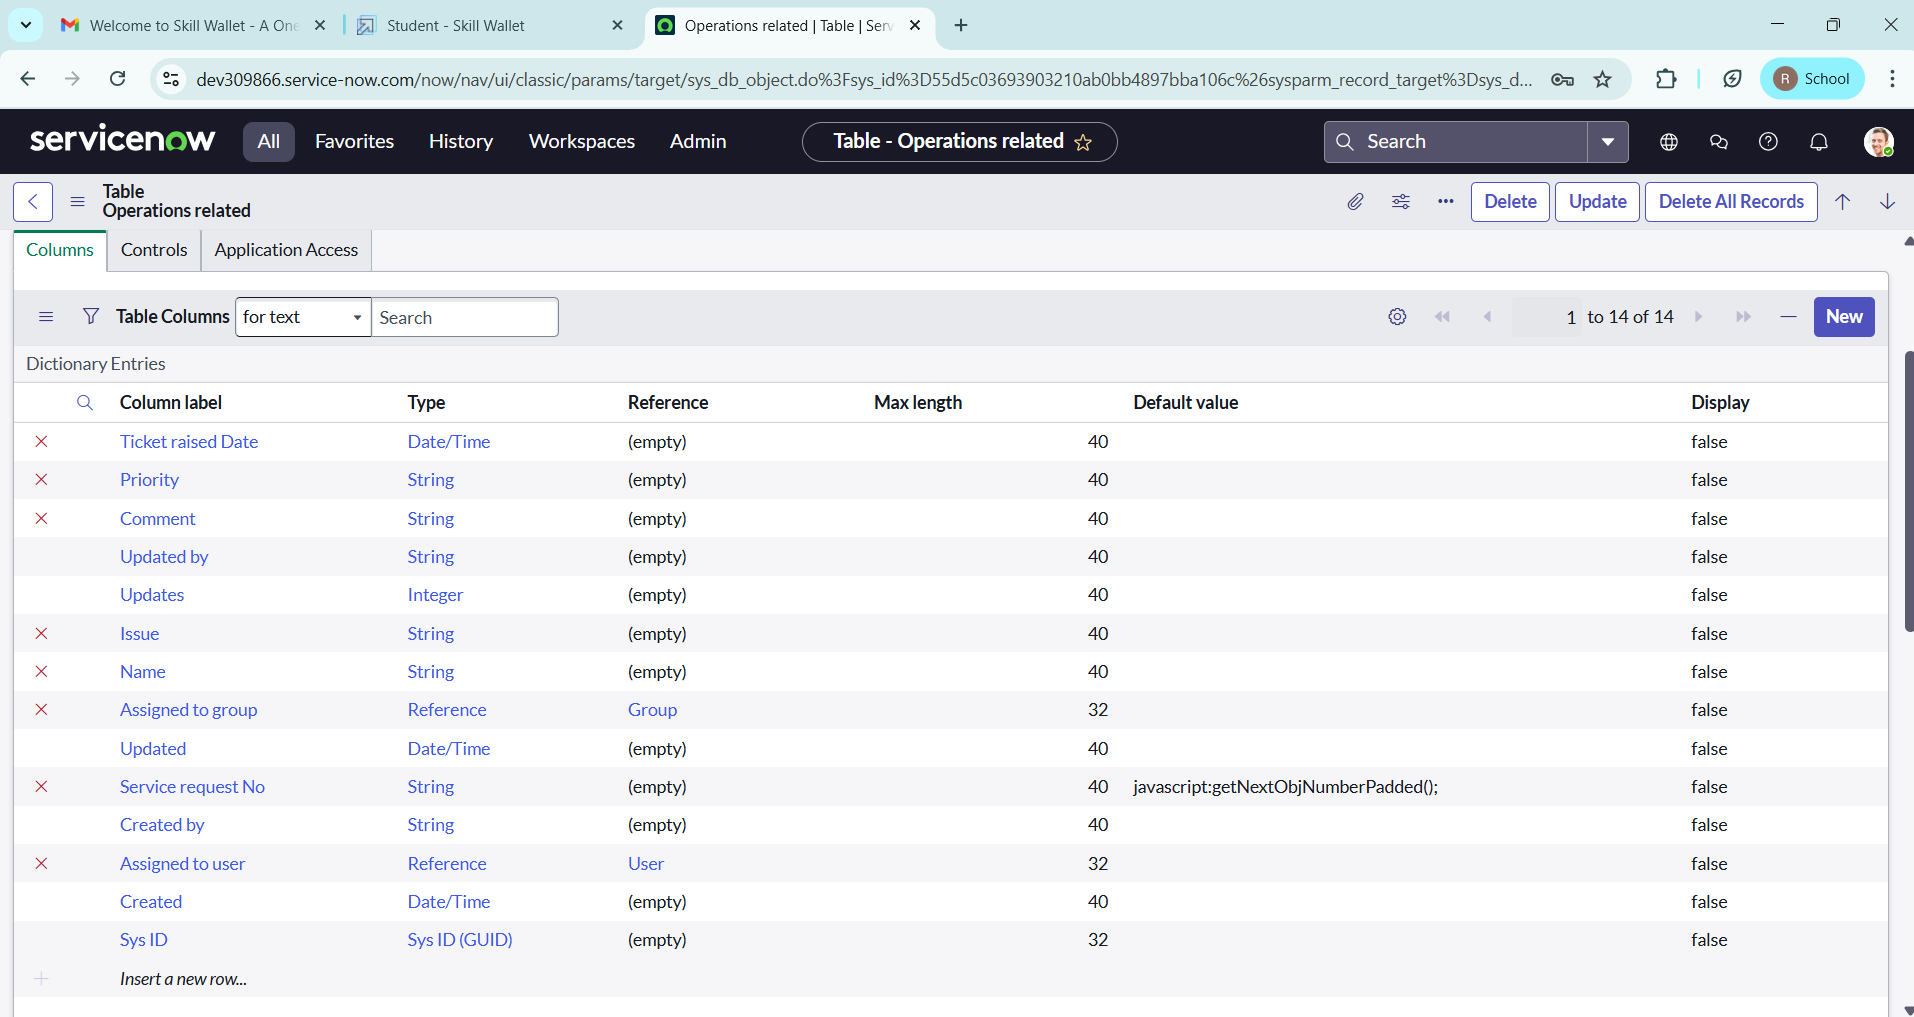 Welcome to Skill Wallet - A One
Student - Skill Wallet
Operations related | Table | Serv
dev309866.service-now.com/now/nav/ui/classic/params/target/sys_db_object.do%3Fsys_id%3D55d5c03693903210ab0bb4897bba106c%26sysparm_record_target%3Dsys_d...
R School
servicenow All Favorites History Workspaces Admin Table - Operations related Search
Table
Operations related
Delete Update Delete All Records
Columns Controls Application Access
Table Columns for text Search 1 to 14 of 14 New
Dictionary Entries
Column label Type Reference Max length Default value Display
Ticket raised Date Date/Time (empty) 40 false
Priority String (empty) 40 false
Comment String (empty) 40 false
Updated by String (empty) 40 false
Updates Integer (empty) 40 false
Issue String (empty) 40 false
Name String (empty) 40 false
Assigned to group Reference Group 32 false
Updated Date/Time (empty) 40 false
Service request No String (empty) 40 javascript:getNextObjNumberPadded(); false
Created by String (empty) 40 false
Assigned to user Reference User 32 false
Created Date/Time (empty) 40 false
Sys ID Sys ID (GUID) (empty) 32 false
Insert a new row...